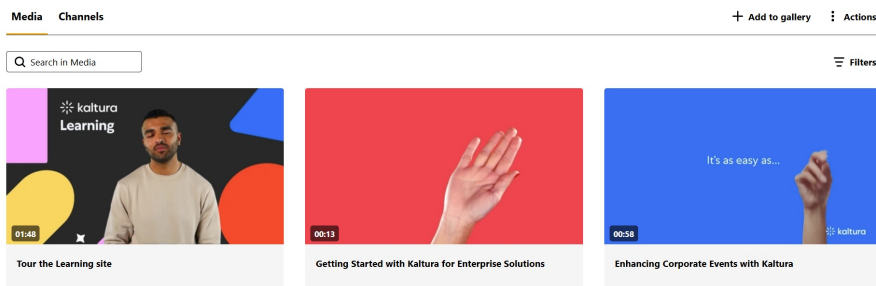 Media Channels + Add to gallery Actions
Search in Media Filters
kaltura
Learning
It's as easy as...
kaltura
01:48 00:13 00:58
Tour the Learning site Getting Started with Kaltura for Enterprise Solutions Enhancing Corporate Events with Kaltura